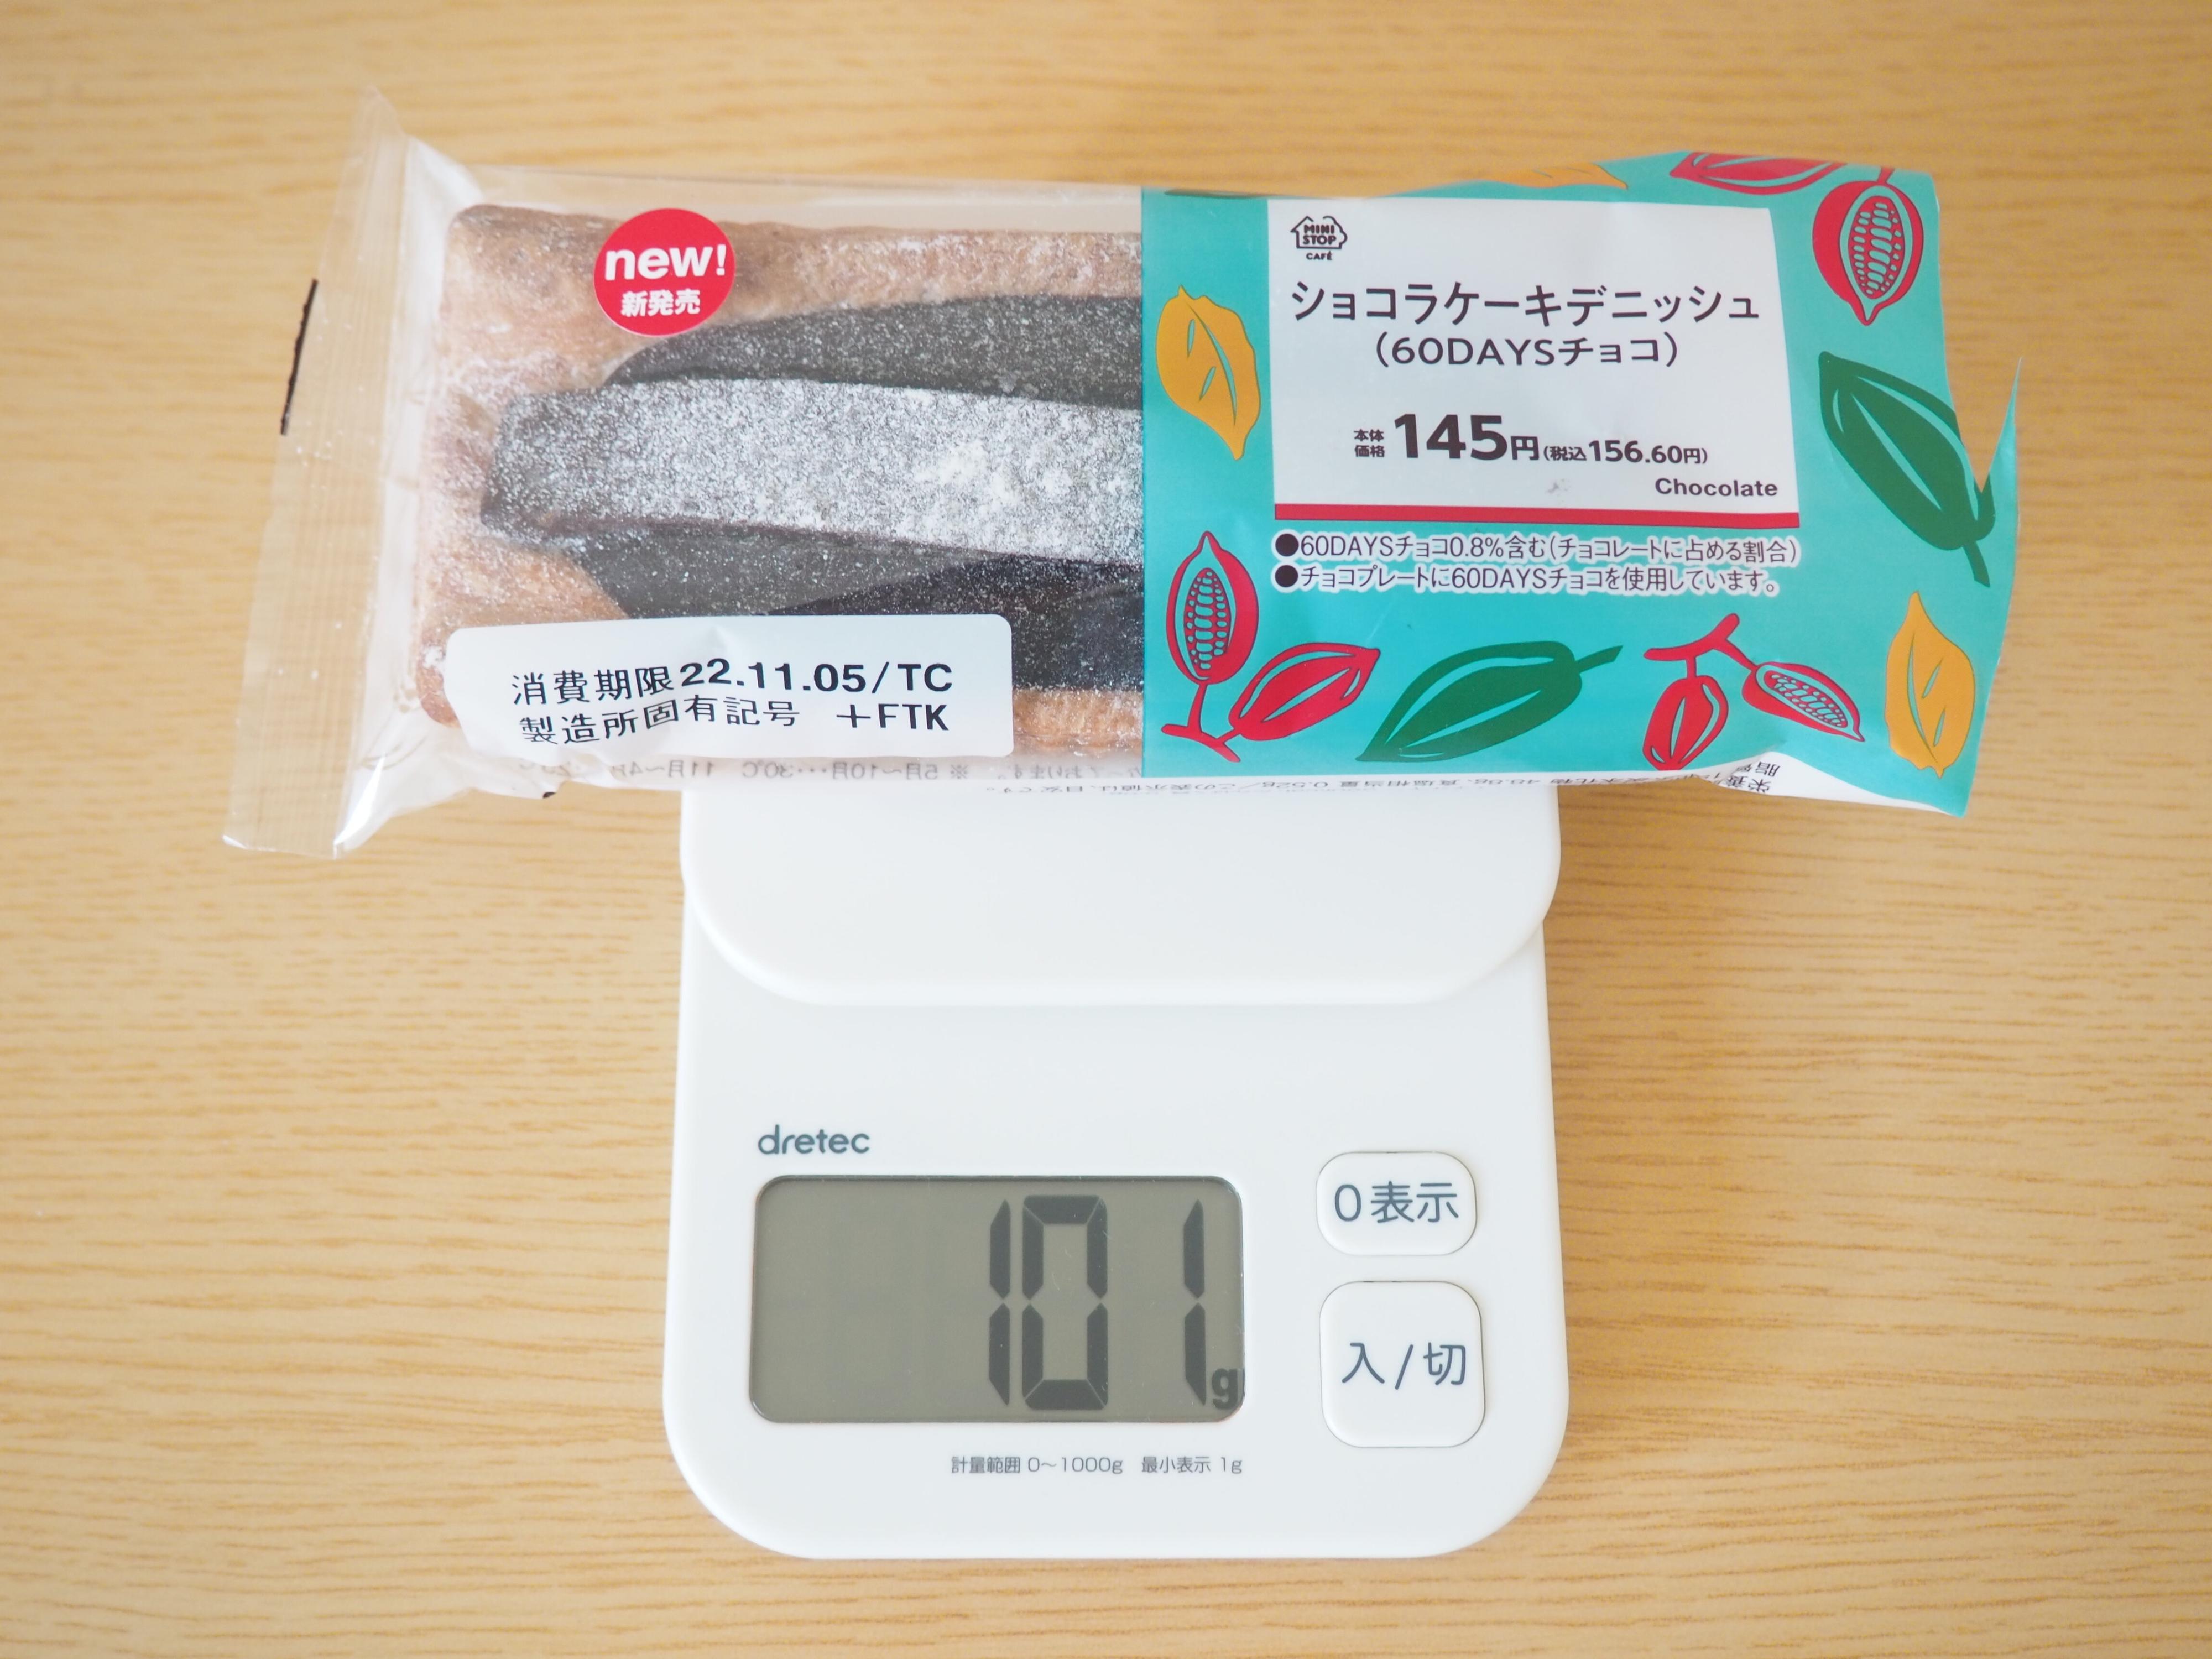 new!
新発売
MINI
STOP
CAFÉ
ショコラケーキデニッシュ
(60DAYSチョコ)
本体
価格 145円(税込156.60円)
Chocolate
●60DAYSチョコ0.8%含む(チョコレートに占める割合)
●チョコプレートに60DAYSチョコを使用しています。
消費期限22.11.05/TC
製造所固有記号 +FTK
dretec
101g
0表示
入/切
計量範囲 0~1000g 最小表示 1g